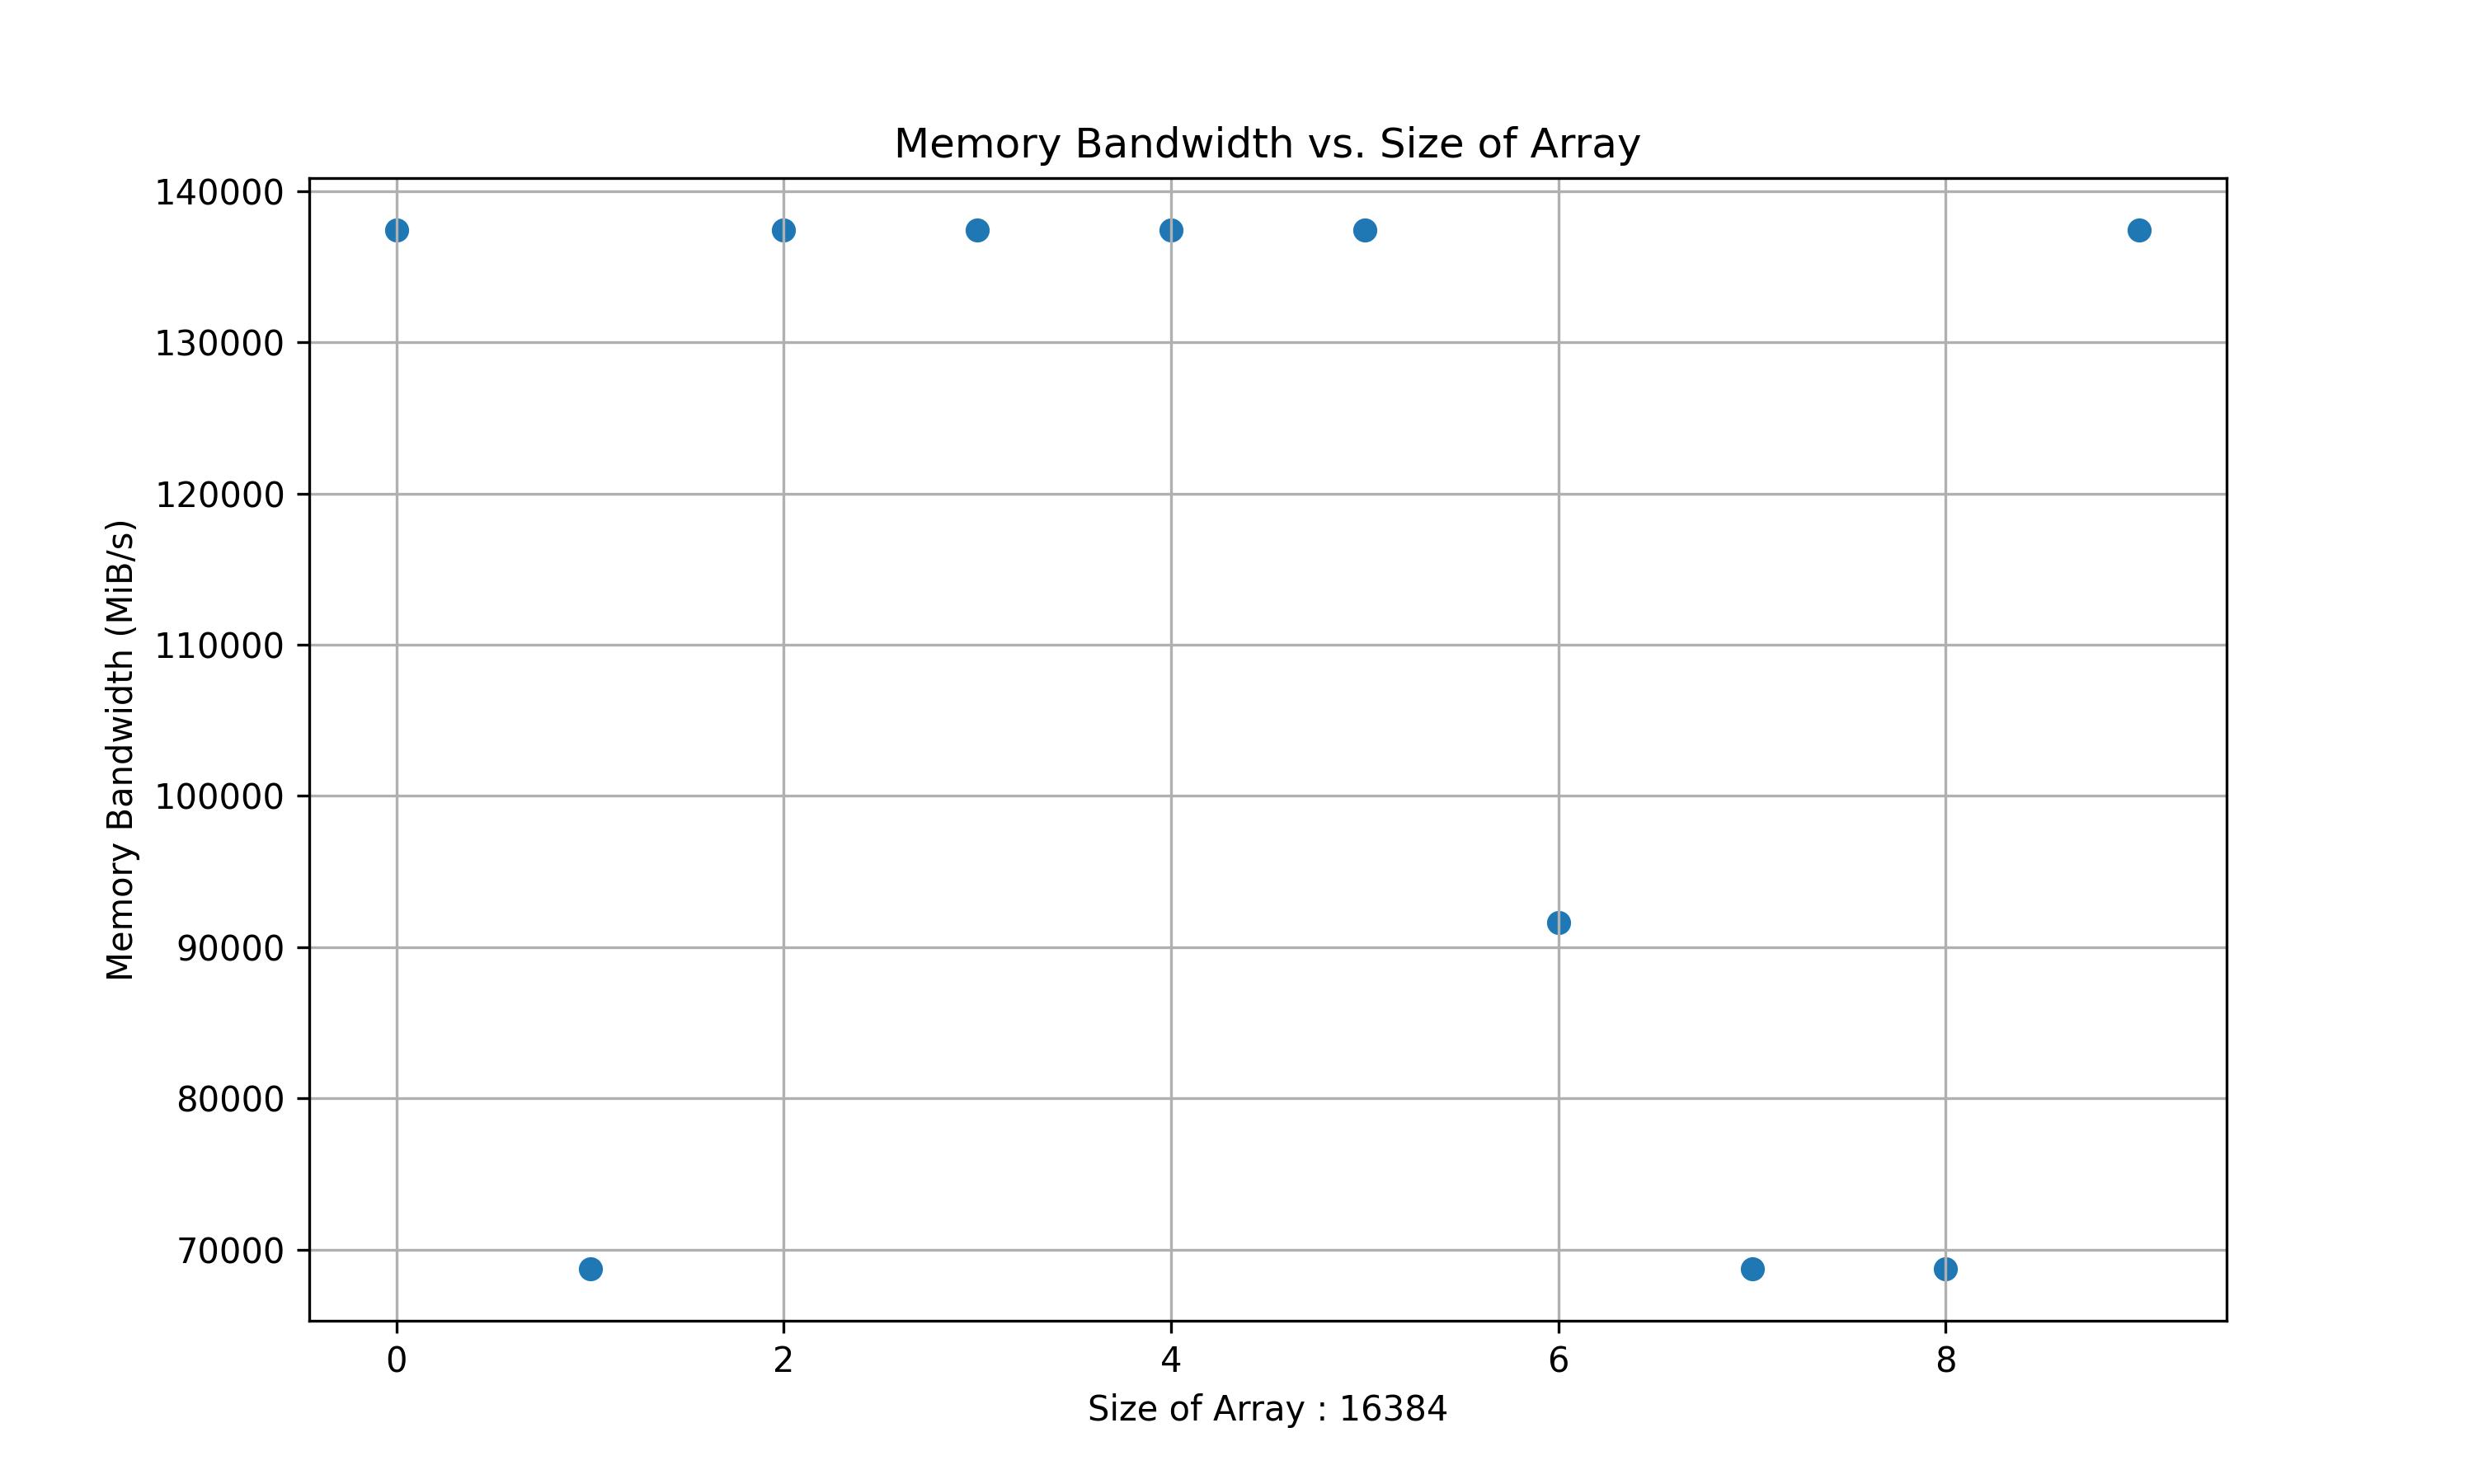 Memory Bandwidth vs. Size of Array
140000
130000
120000
110000
100000
90000
80000
70000
Memory Bandwidth (MiB/s)
0 2 4 6 8
Size of Array : 16384